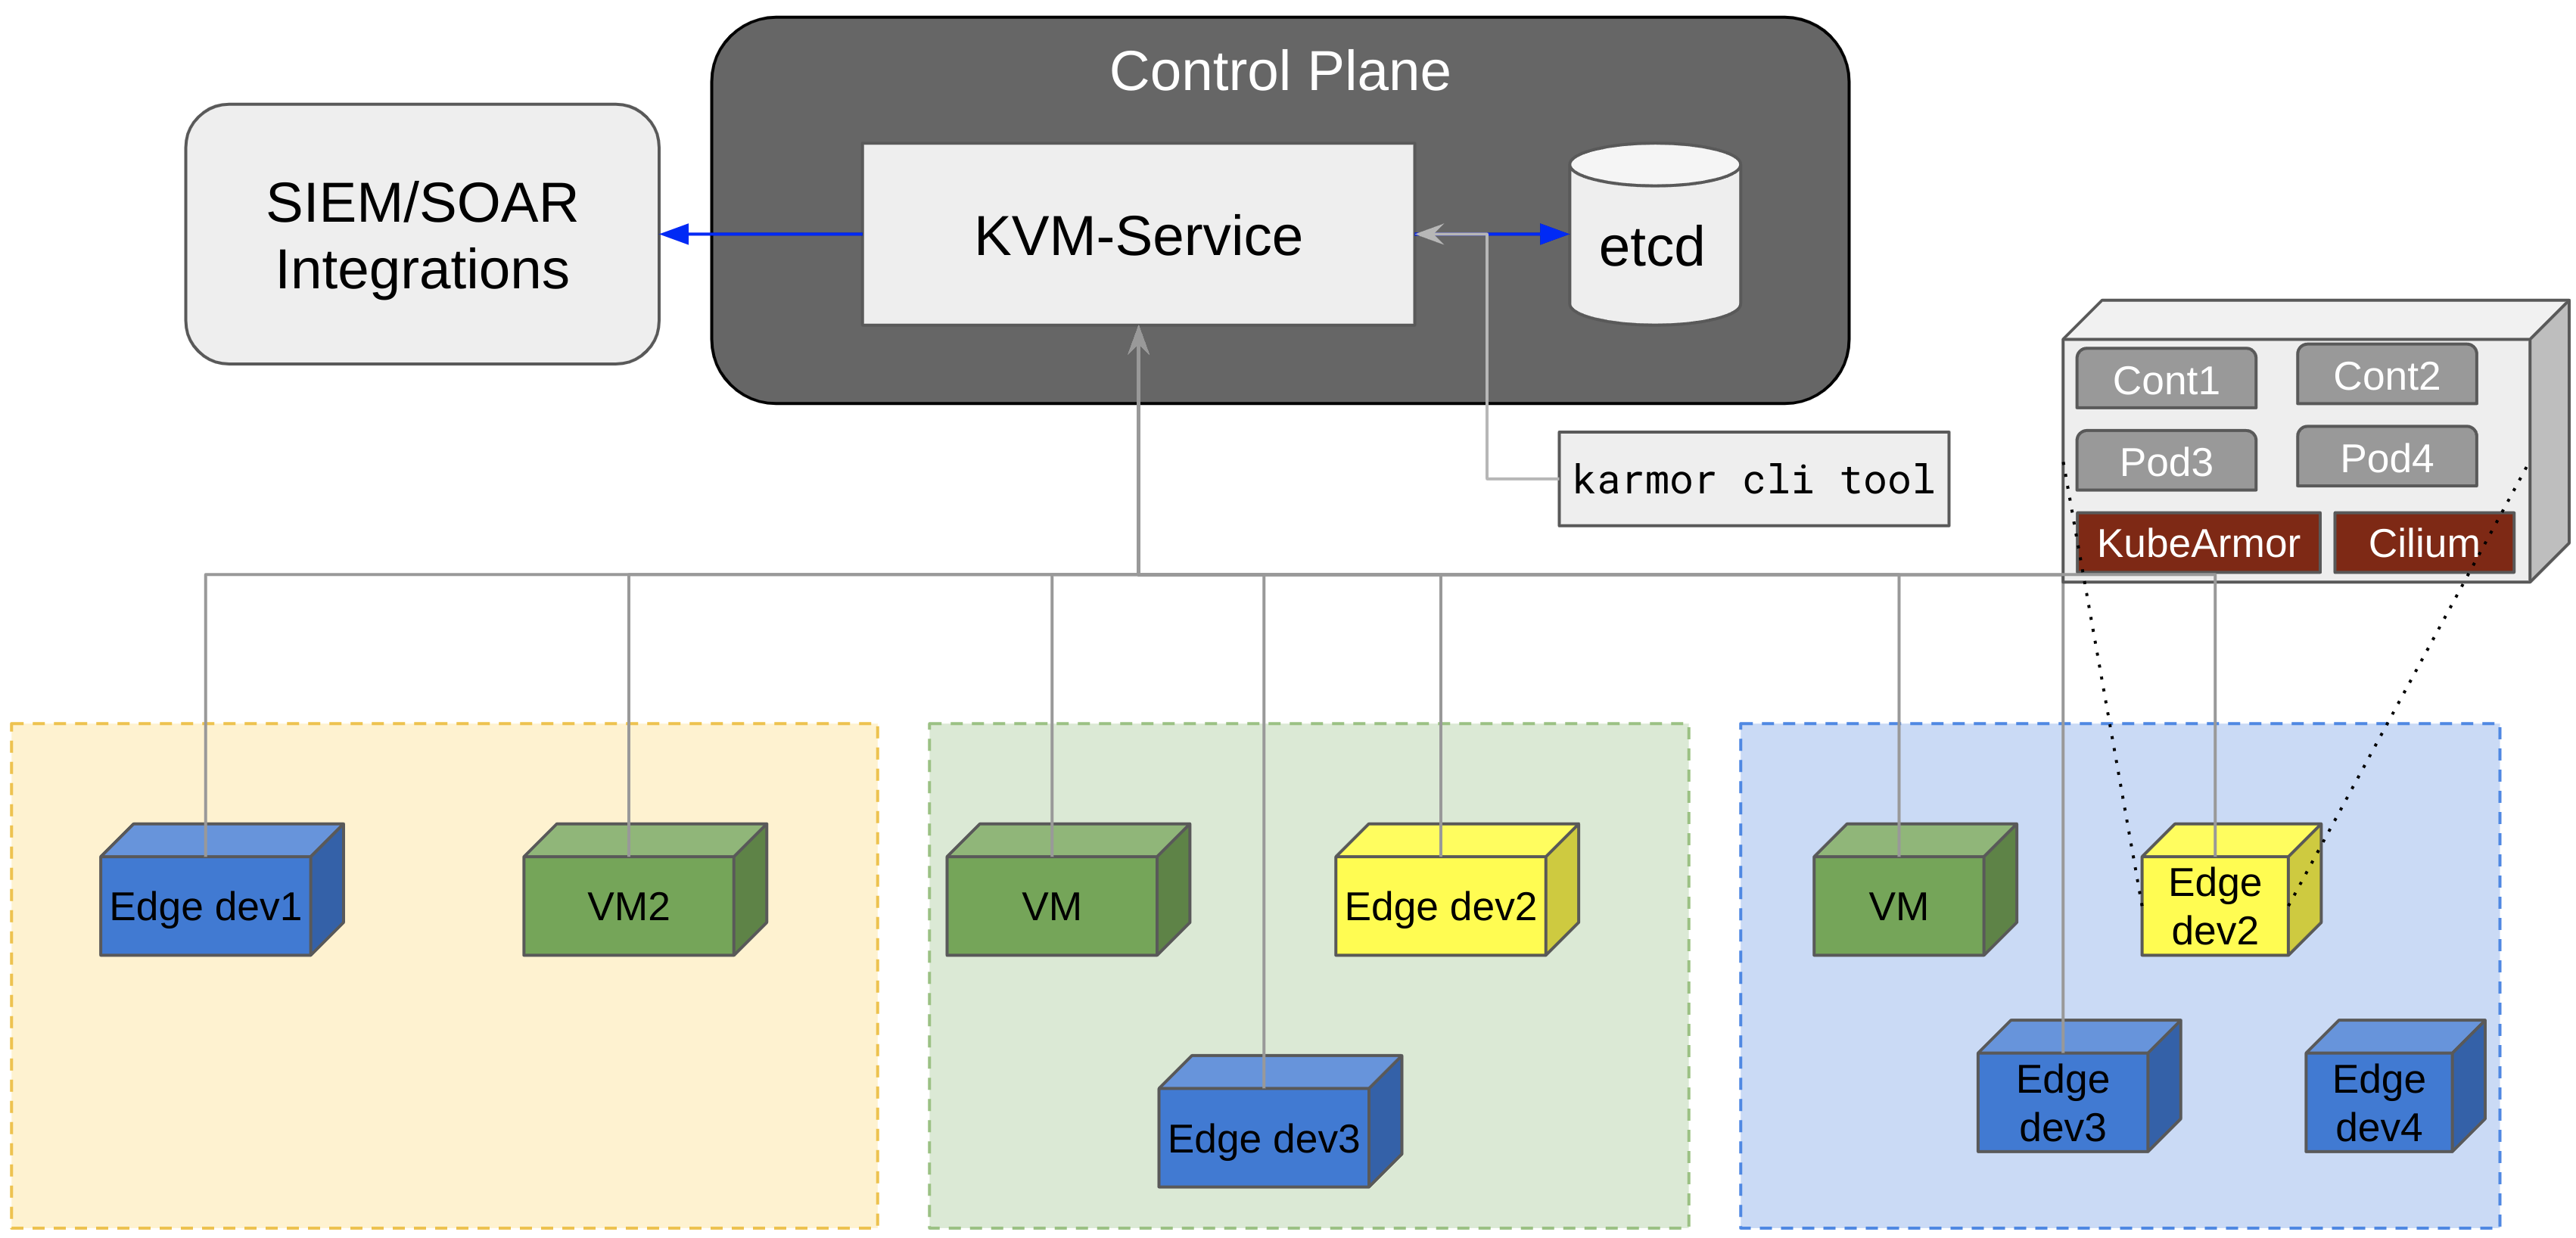 Control Plane
SIEM/SOAR
Integrations
KVM-Service
etcd
karmor cli tool
Cont1
Cont2
Pod3
Pod4
KubeArmor
Cilium
Edge dev1
VM2
VM
Edge dev2
Edge dev3
VM
Edge
dev2
Edge
dev3
Edge
dev4